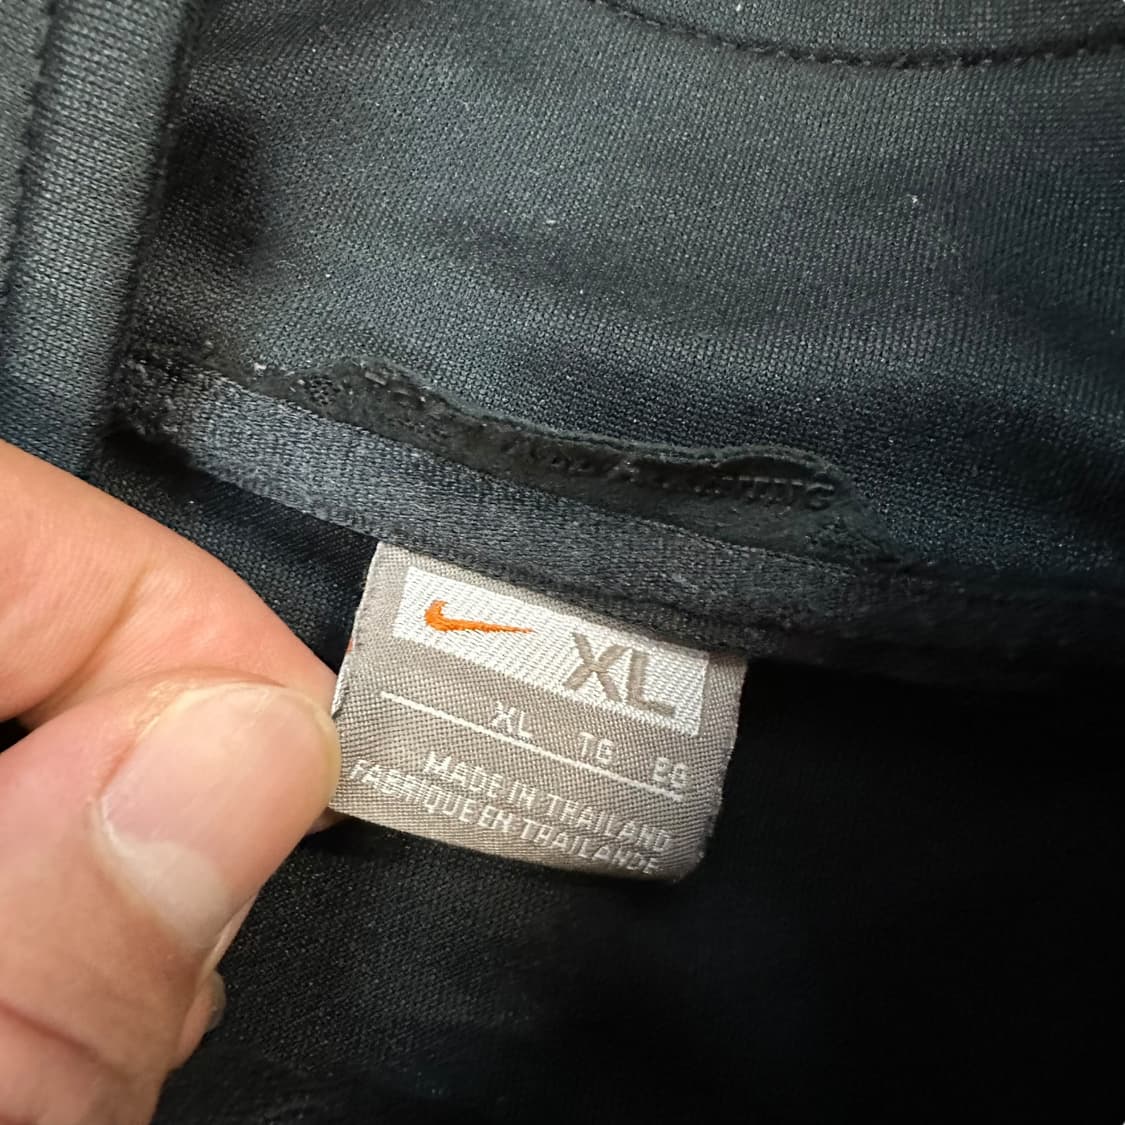 XL
XL TG EG
MADE IN THAILAND
FABRIQUE EN THAILANDE